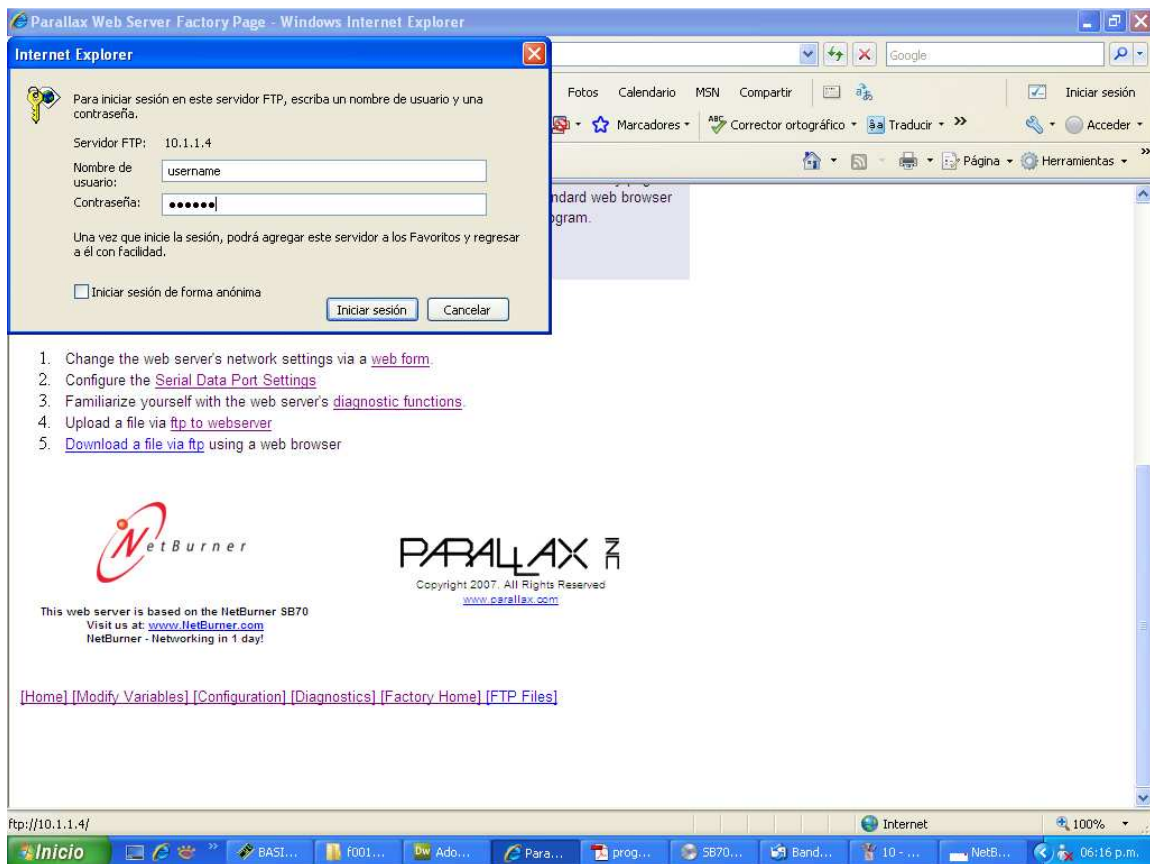 Parallax Web Server Factory Page - Windows Internet Explorer
Internet Explorer
Google
Para iniciar sesión en este servidor FTP, escriba un nombre de usuario y una
contraseña.
Servidor FTP: 10.1.1.4
Nombre de
usuario:
username
Contraseña:
Una vez que inicie la sesión, podrá agregar este servidor a los Favoritos y regresar
a él con facilidad.
Iniciar sesión de forma anónima
Iniciar sesión
Cancelar
Fotos Calendario MSN Compartir Iniciar sesión
Marcadores ABC Corrector ortográfico Traducir Acceder
Página Herramientas
ndard web browser
ogram.
1. Change the web server's network settings via a web form.
2. Configure the Serial Data Port Settings
3. Familiarize yourself with the web server's diagnostic functions.
4. Upload a file via ftp to webserver
5. Download a file via ftp using a web browser
NetBurner
PARALLAX INC
Copyright 2007. All Rights Reserved
www.parallax.com
This web server is based on the NetBurner SB70
Visit us at: www.NetBurner.com
NetBurner - Networking in 1 day!
[Home] [Modify Variables] [Configuration] [Diagnostics] [Factory Home] [FTP Files]
ftp://10.1.1.4/
Internet
100%
Inicio
BASI...
f001...
Dw Ado...
Para...
prog...
SB70...
Band...
10 - ...
NetB...
06:16 p.m.